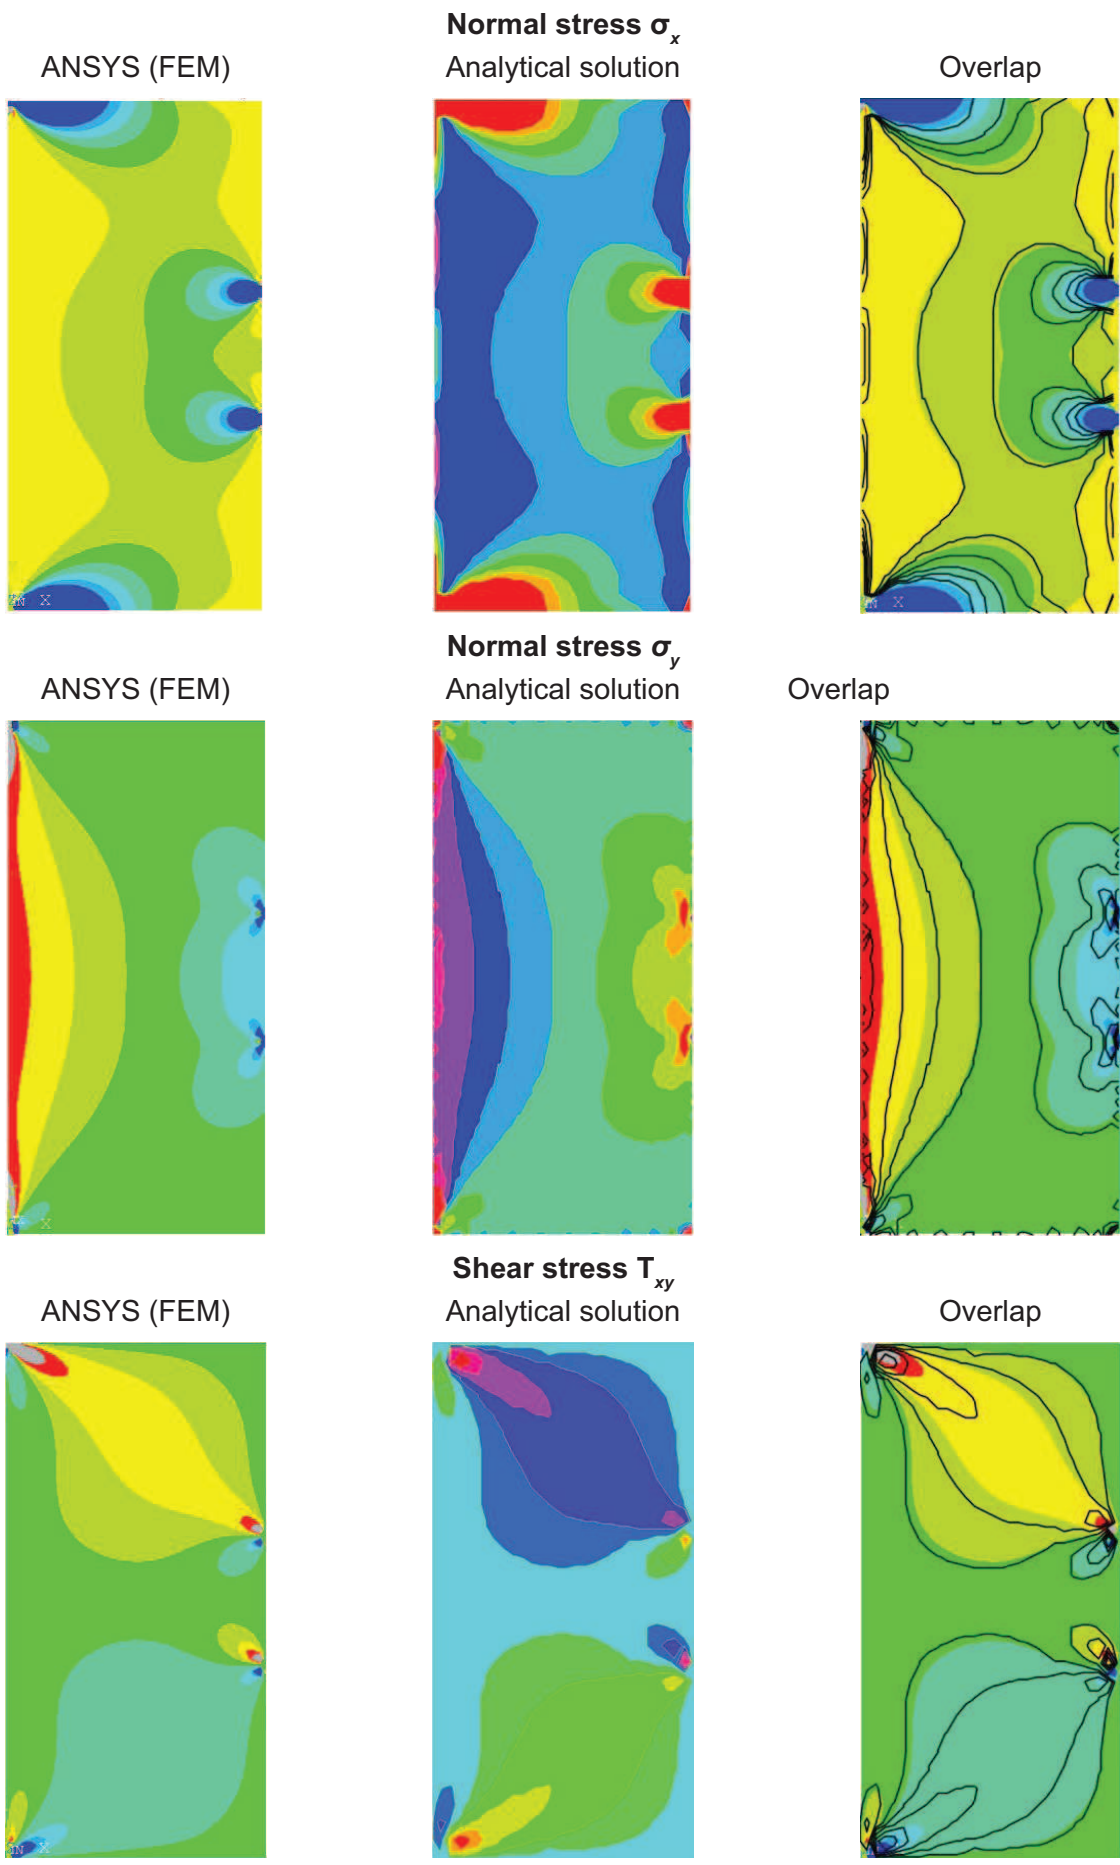 Normal stress σx
ANSYS (FEM) Analytical solution Overlap
X
X
Normal stress σy
ANSYS (FEM) Analytical solution Overlap
X
Shear stress Txy
ANSYS (FEM) Analytical solution Overlap
X